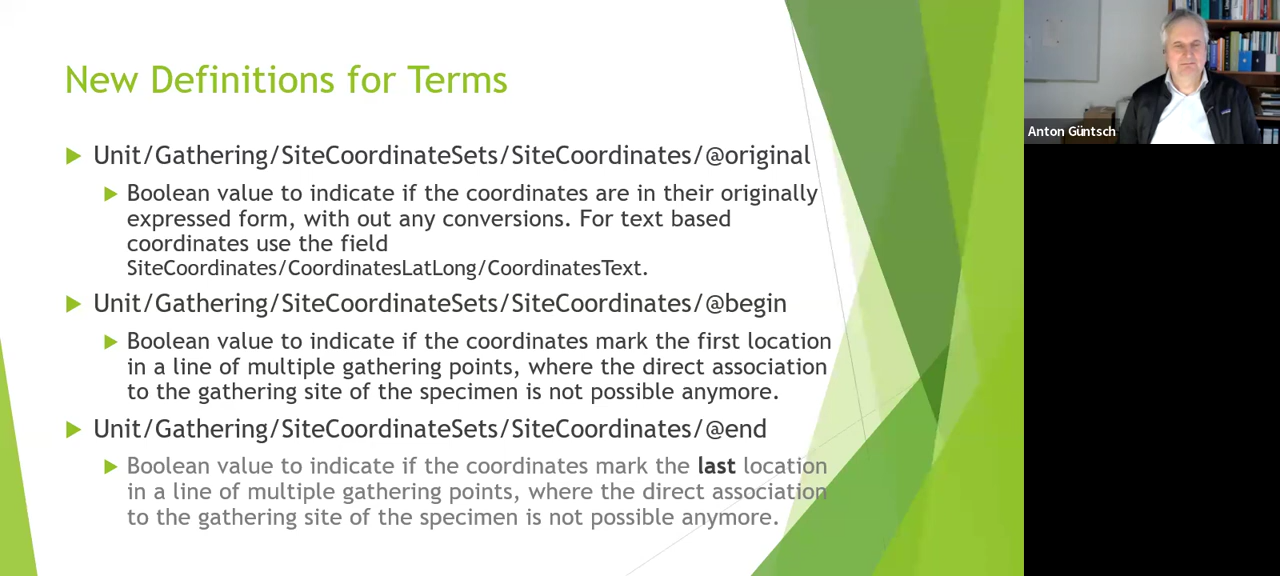 New Definitions for Terms
Unit/Gathering/SiteCoordinateSets/SiteCoordinates/@original
Boolean value to indicate if the coordinates are in their originally
expressed form, with out any conversions. For text based
coordinates use the field
SiteCoordinates/CoordinatesLatLong/CoordinatesText.
Unit/Gathering/SiteCoordinateSets/SiteCoordinates/@begin
Boolean value to indicate if the coordinates mark the first location
in a line of multiple gathering points, where the direct association
to the gathering site of the specimen is not possible anymore.
Unit/Gathering/SiteCoordinateSets/SiteCoordinates/@end
Boolean value to indicate if the coordinates mark the last location
in a line of multiple gathering points, where the direct association
to the gathering site of the specimen is not possible anymore.
Anton Güntsch